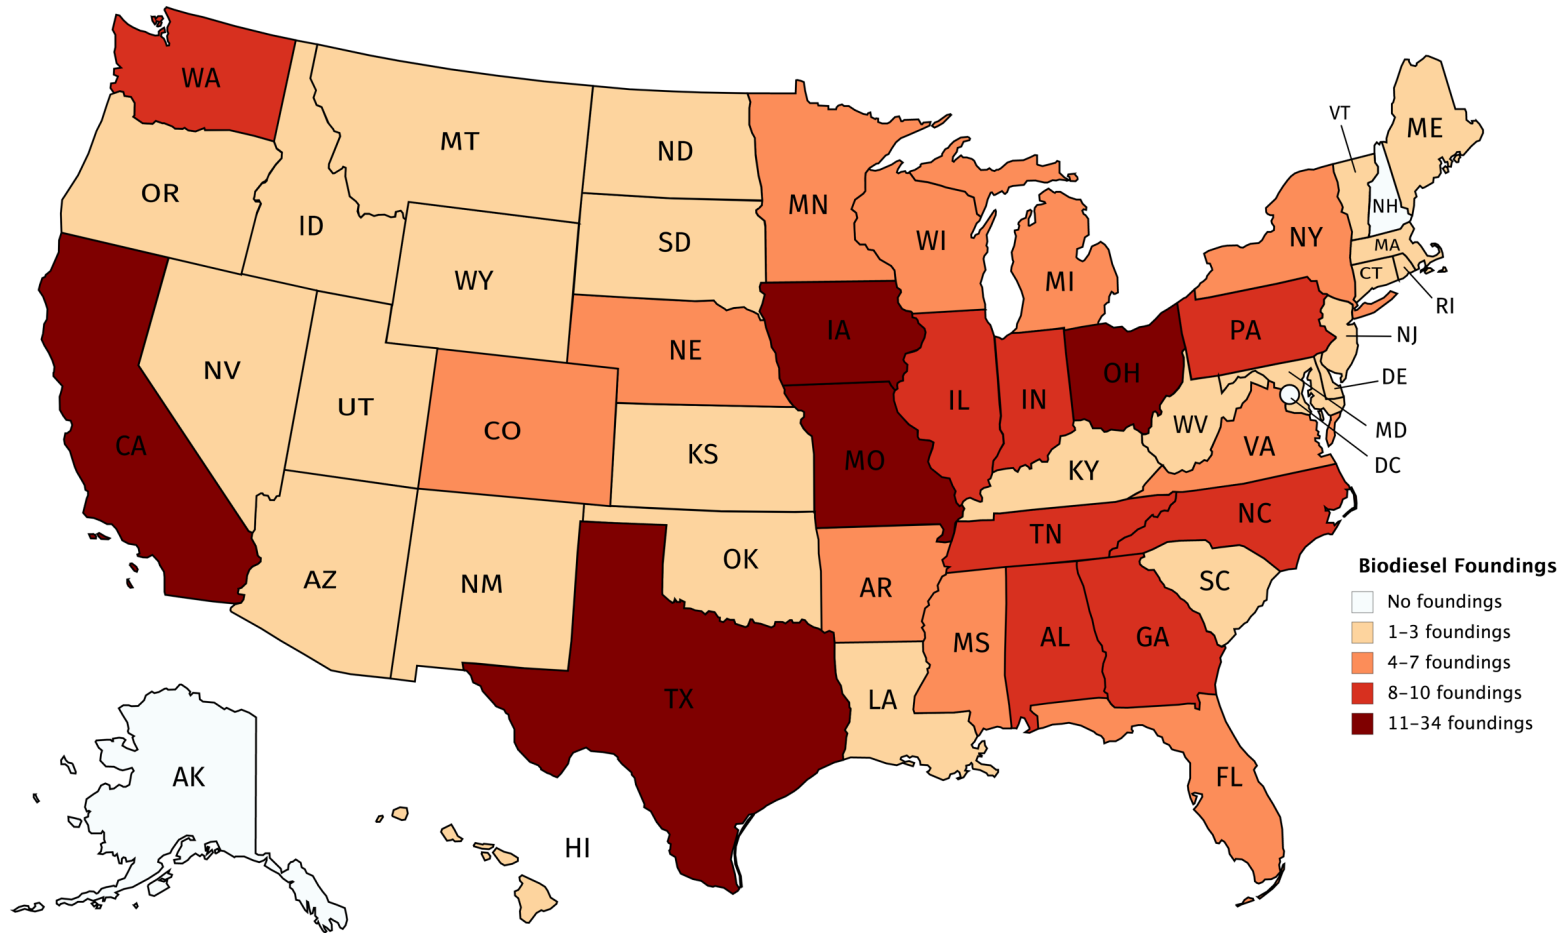 WA
MT
ND
OR
ID
SD
WY
MN
WI
MI
VT
ME
NH
NY
MA
CT
RI
NJ
PA
DE
MD
DC
IA
NE
NV
UT
CO
CA
KS
MO
IL
IN
OH
WV
VA
KY
NC
TN
AZ
NM
OK
AR
SC
MS
AL
GA
TX
LA
FL
AK
HI
Biodiesel Foundings
No foundings
1–3 foundings
4–7 foundings
8–10 foundings
11–34 foundings